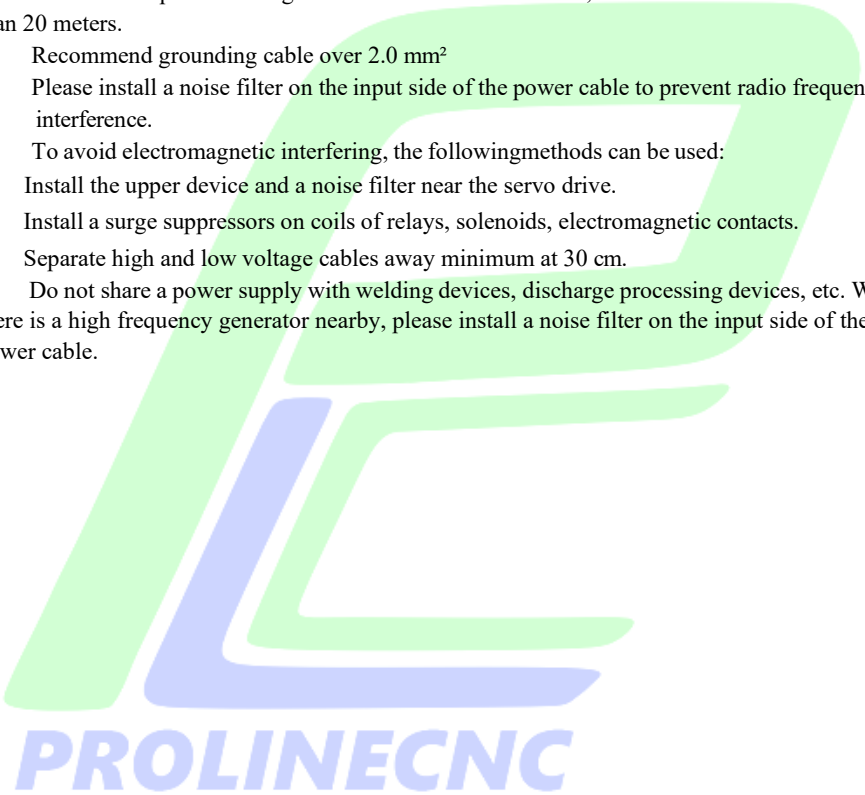 an 20 meters.
Recommend grounding cable over 2.0 mm²
Please install a noise filter on the input side of the power cable to prevent radio frequen
interference.
To avoid electromagnetic interfering, the followingmethods can be used:
Install the upper device and a noise filter near the servo drive.
Install a surge suppressors on coils of relays, solenoids, electromagnetic contacts.
Separate high and low voltage cables away minimum at 30 cm.
Do not share a power supply with welding devices, discharge processing devices, etc. W
ere is a high frequency generator nearby, please install a noise filter on the input side of the
wer cable.
PROLINECNC